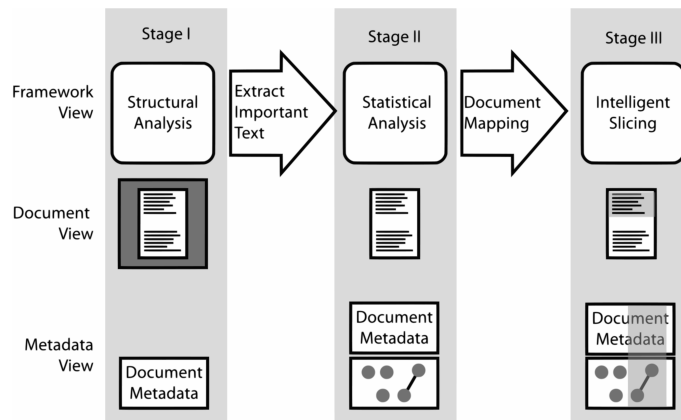 Stage I
Stage II
Stage III
Framework
View
Structural
Analysis
Extract
Important
Text
Statistical
Analysis
Document
Mapping
Intelligent
Slicing
Document
View
Metadata
View
Document
Metadata
Document
Metadata
Document
Metadata